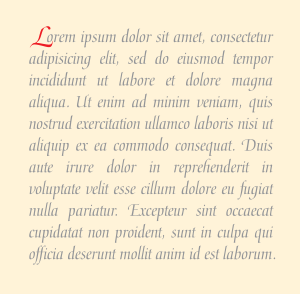 Lorem ipsum dolor sit amet, consectetur
adipisicing elit, sed do eiusmod tempor
incididunt ut labore et dolore magna
aliqua. Ut enim ad minim veniam, quis
nostrud exercitation ullamco laboris nisi ut
aliquip ex ea commodo consequat. Duis
aute irure dolor in reprehenderit in
voluptate velit esse cillum dolore eu fugiat
nulla pariatur. Excepteur sint occaecat
cupidatat non proident, sunt in culpa qui
officia deserunt mollit anim id est laborum.